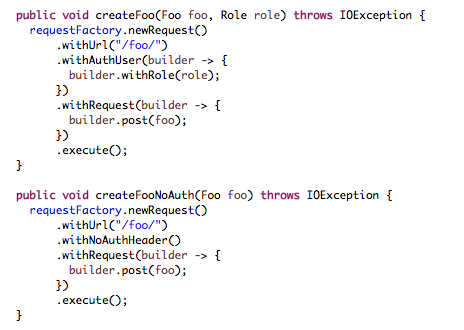 public void createFoo(Foo foo, Role role) throws IOException {
  requestFactory.newRequest()
      .withUrl("/foo/")
      .withAuthUser(builder -> {
        builder.withRole(role);
      })
      .withRequest(builder -> {
        builder.post(foo);
      })
      .execute();
}

public void createFooNoAuth(Foo foo) throws IOException {
  requestFactory.newRequest()
      .withUrl("/foo/")
      .withNoAuthHeader()
      .withRequest(builder -> {
        builder.post(foo);
      })
      .execute();
}